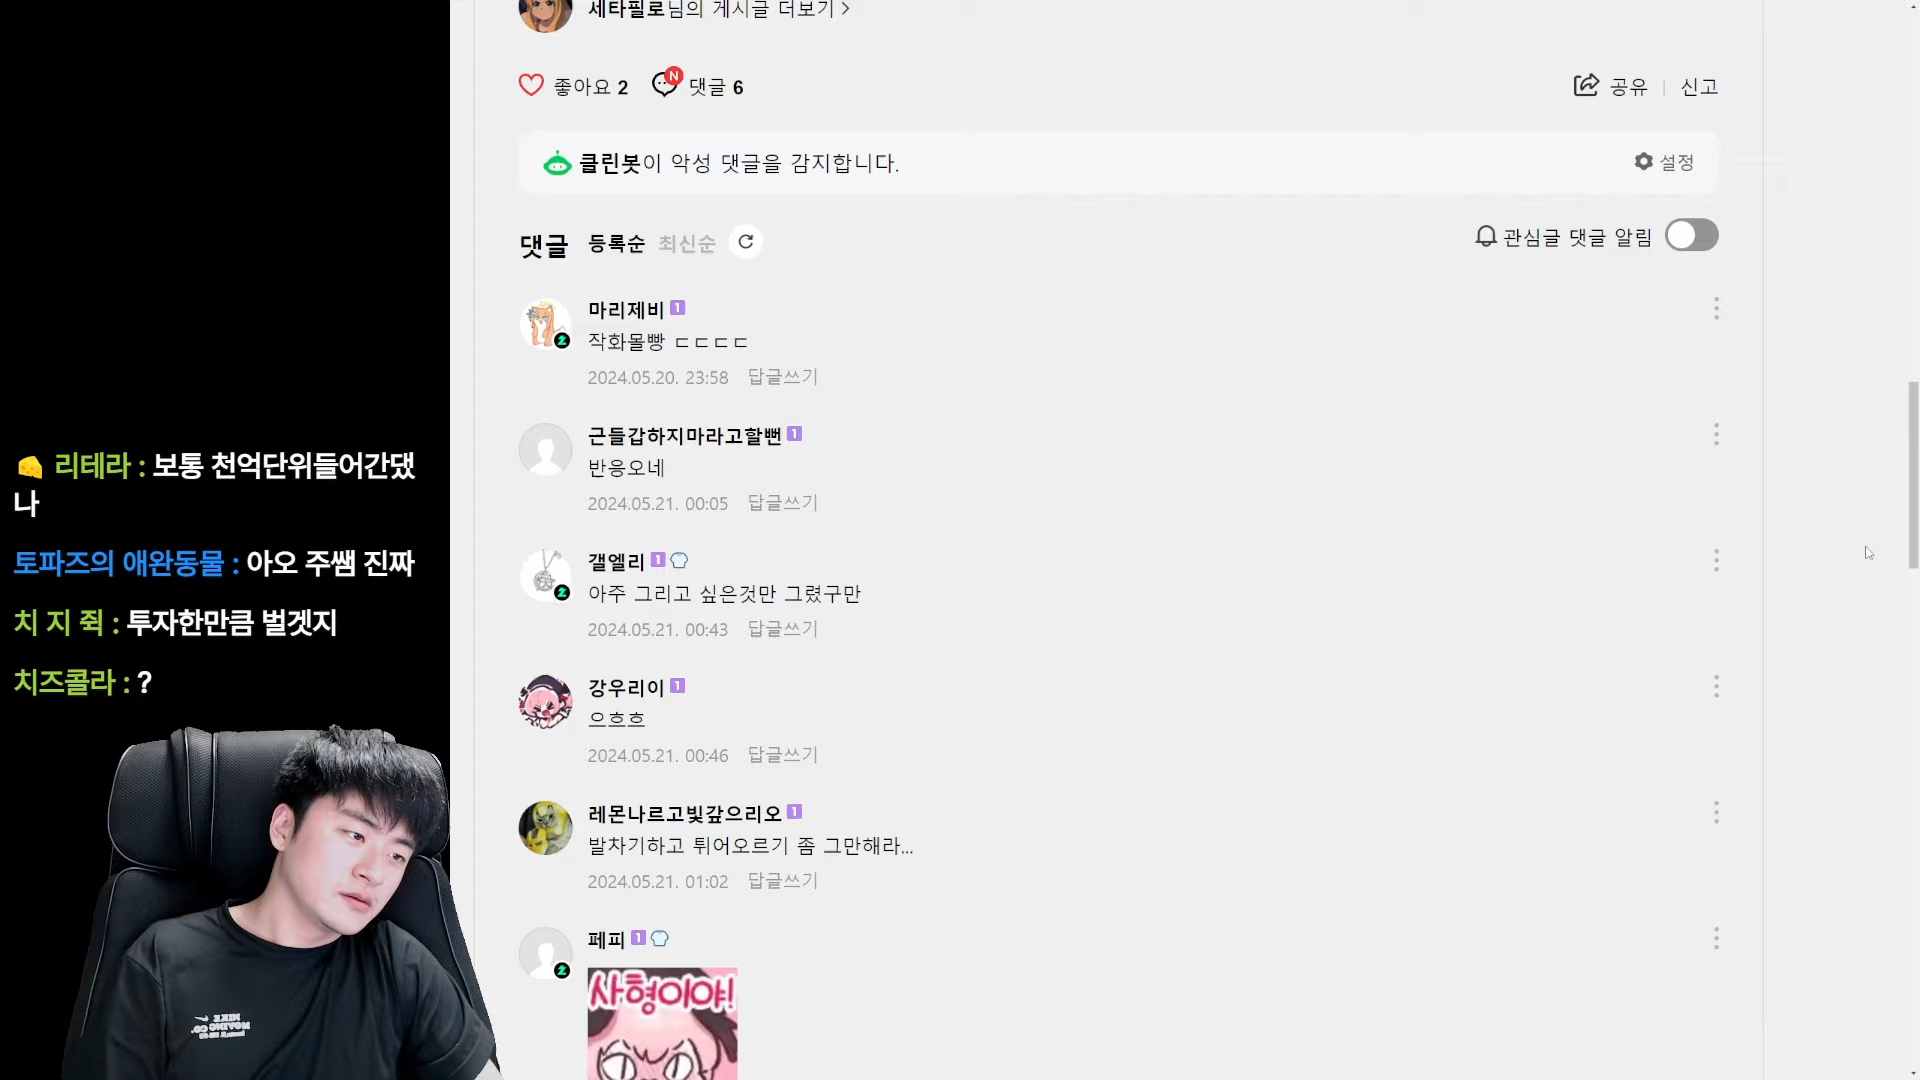 세타필로님의 게시글 더보기 >
좋아요 2 댓글 6
N
공유 | 신고
클린봇이 악성 댓글을 감지합니다.
설정
댓글 등록순 최신순
관심글 댓글 알림
마리제비 1
작화몰빵 ㄷㄷㄷㄷ
2024.05.20. 23:58 답글쓰기
근들갑하지마라고할뻔 1
반응오네
2024.05.21. 00:05 답글쓰기
갤엘리 1
아주 그리고 싶은것만 그렸구만
2024.05.21. 00:43 답글쓰기
강우리이 1
으흐흐
2024.05.21. 00:46 답글쓰기
레몬나르고빛갚으리오 1
발차기하고 튀어오르기 좀 그만해라...
2024.05.21. 01:02 답글쓰기
페피 1
사형이야!
리테라 : 보통 천억단위들어간댔
나
토파즈의 애완동물 : 아오 주쌤 진짜
치 지 쥑 : 투자한만큼 벌겟지
치즈콜라 : ?